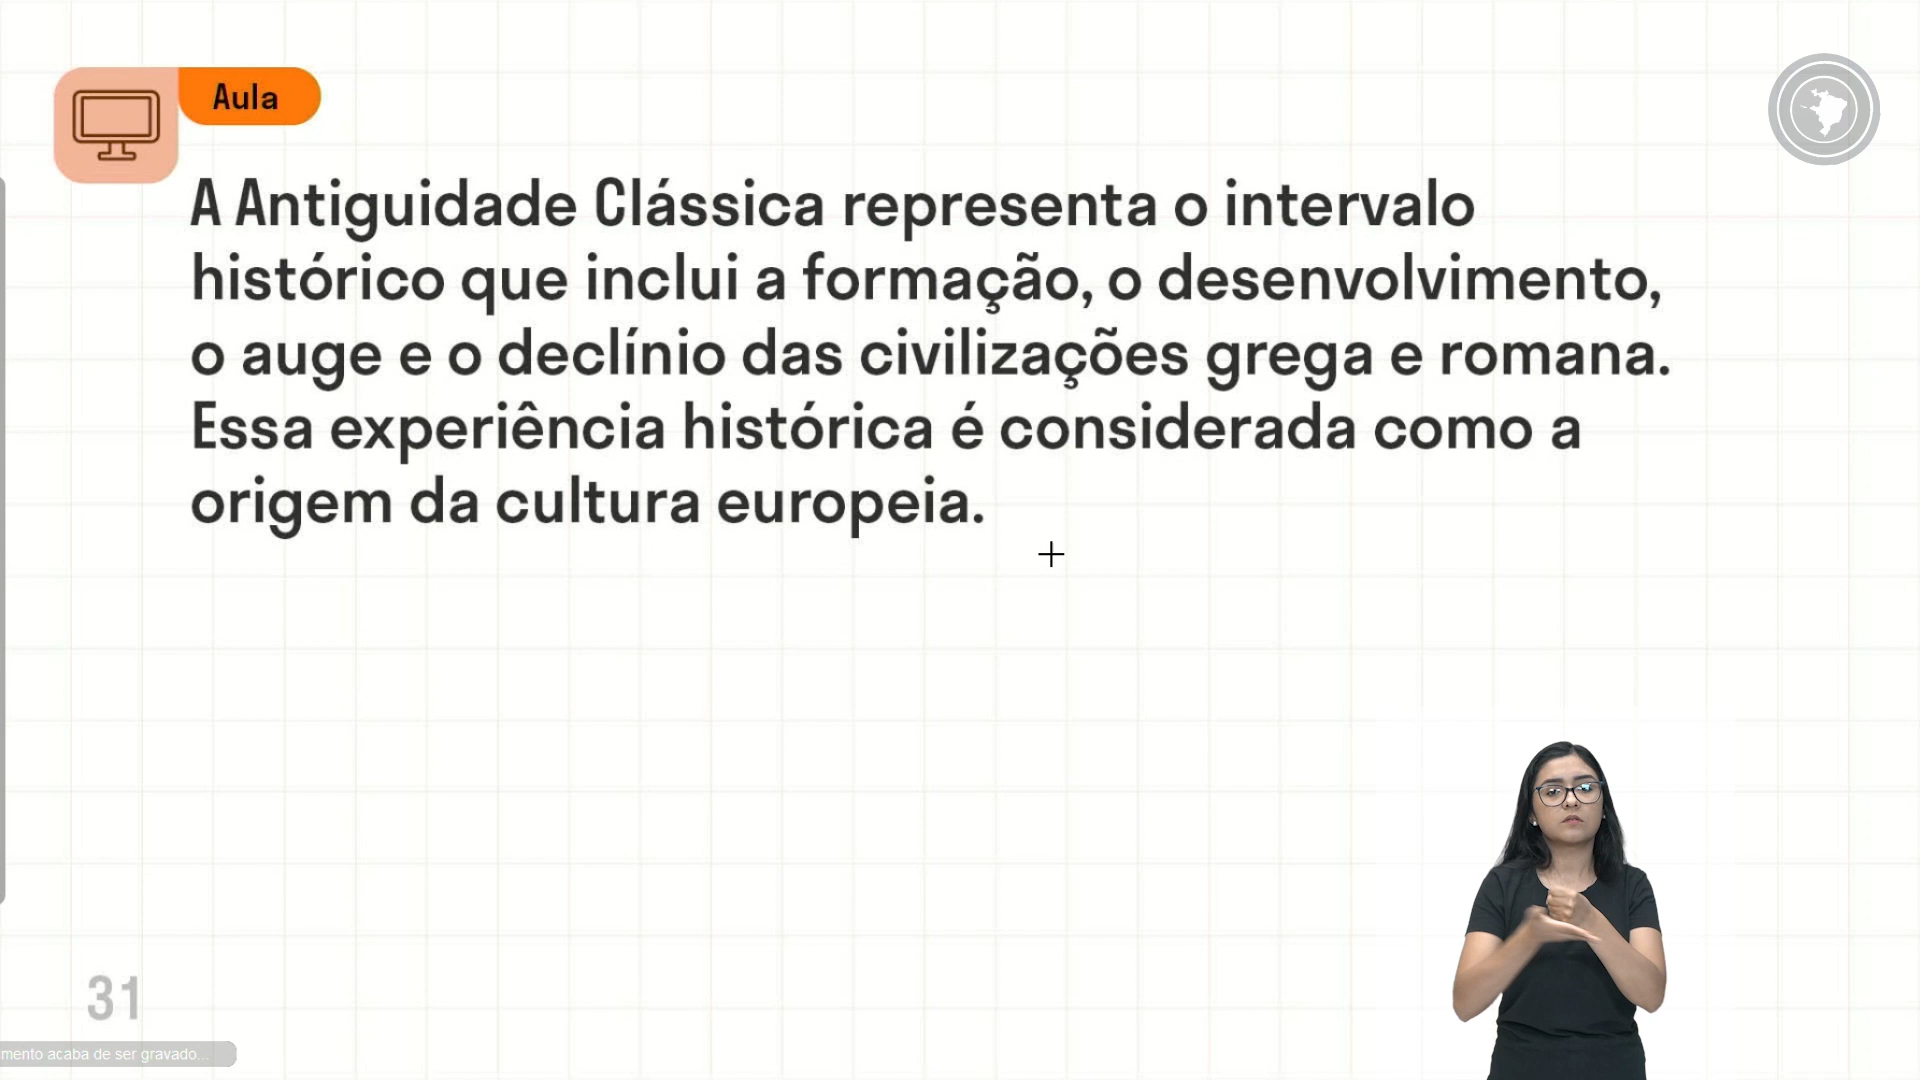 Aula
A Antiguidade Clássica representa o intervalo
histórico que inclui a formação, o desenvolvimento,
o auge e o declínio das civilizações grega e romana.
Essa experiência histórica é considerada como a
origem da cultura europeia.
31
mento acaba de ser gravado...